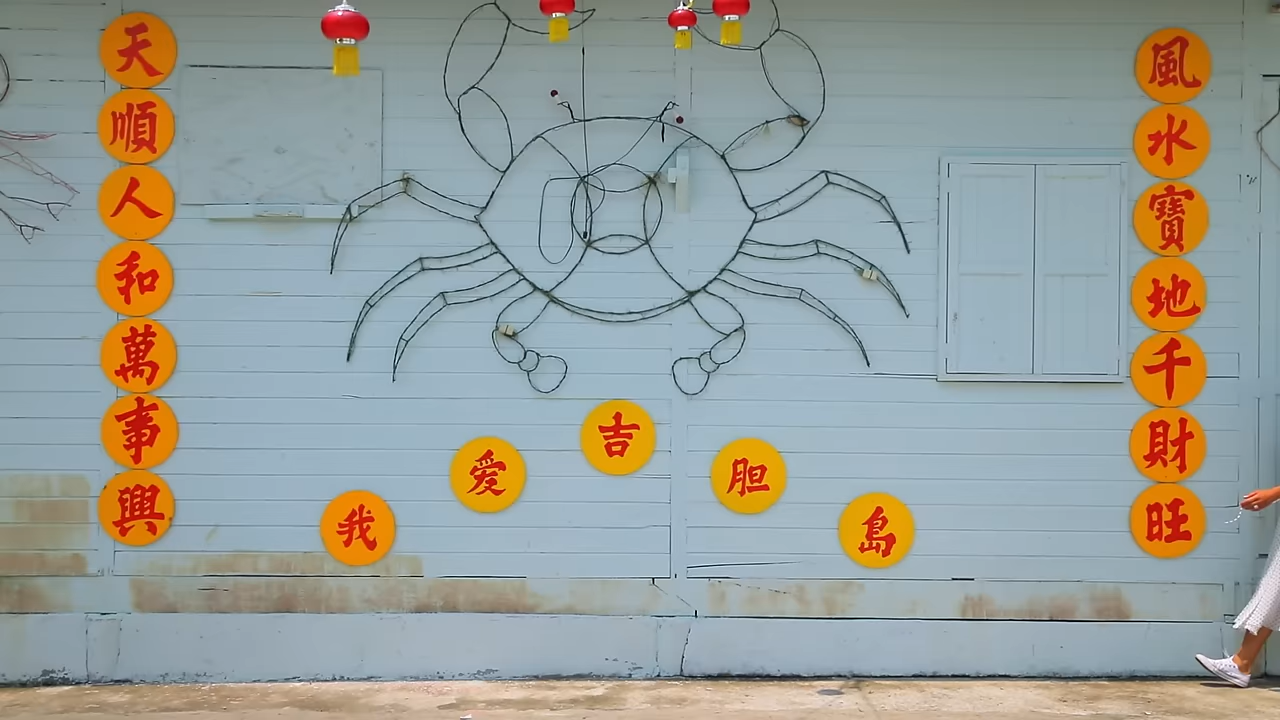 天順人和萬事興
風水寶地千財旺
我爱吉胆島